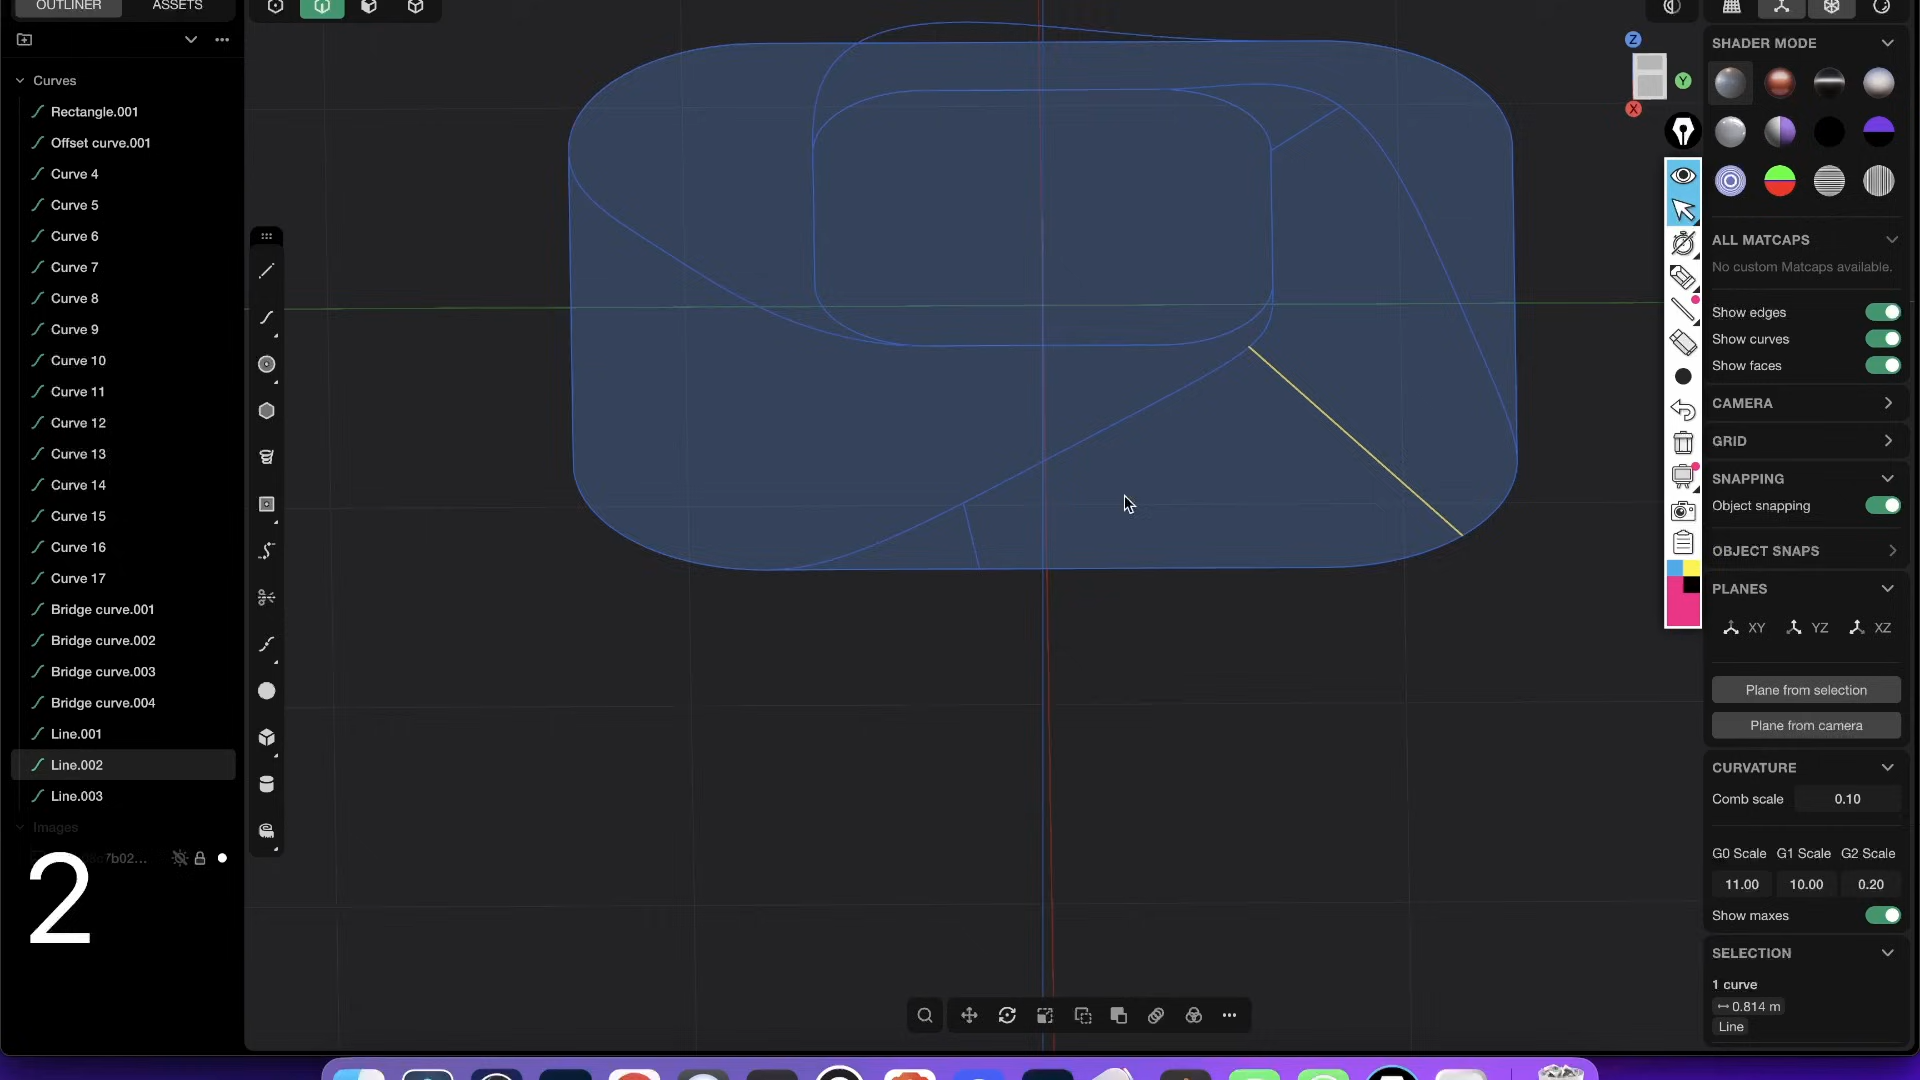 OUTLINER
ASSETS
Curves
Rectangle.001
Offset curve.001
Curve 4
Curve 5
Curve 6
Curve 7
Curve 8
Curve 9
Curve 10
Curve 11
Curve 12
Curve 13
Curve 14
Curve 15
Curve 16
Curve 17
Bridge curve.001
Bridge curve.002
Bridge curve.003
Bridge curve.004
Line.001
Line.002
Line.003
Images
2
Z
Y
X
SHADER MODE
ALL MATCAPS
No custom Matcaps available.
Show edges
Show curves
Show faces
CAMERA
GRID
SNAPPING
Object snapping
OBJECT SNAPS
PLANES
XY
YZ
XZ
Plane from selection
Plane from camera
CURVATURE
Comb scale 0.10
G0 Scale G1 Scale G2 Scale
11.00 10.00 0.20
Show maxes
SELECTION
1 curve
0.814 m
Line